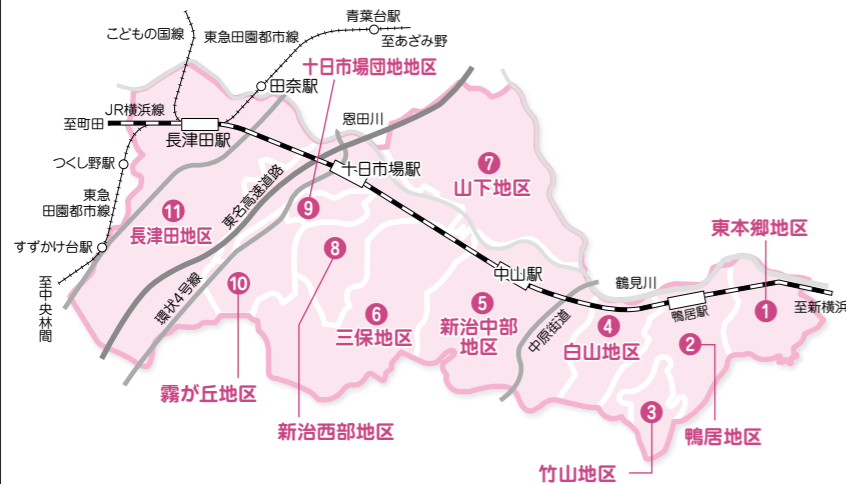 青葉台駅
こどもの国線
東急田園都市線
至あざみ野
十日市場団地地区
田奈駅
JR横浜線
至町田
長津田駅
恩田川
つくし野駅
十日市場駅
7
山下地区
東急
田園都市線
東名高速道路
9
11
長津田地区
東本郷地区
すずかけ台駅
8
中山駅
鶴見川
至中央林間
環状4号線
10
5
新治中部
地区
鴨居駅
1
至新横浜
6
三保地区
中原街道
4
白山地区
2
霧が丘地区
3
新治西部地区
鴨居地区
竹山地区